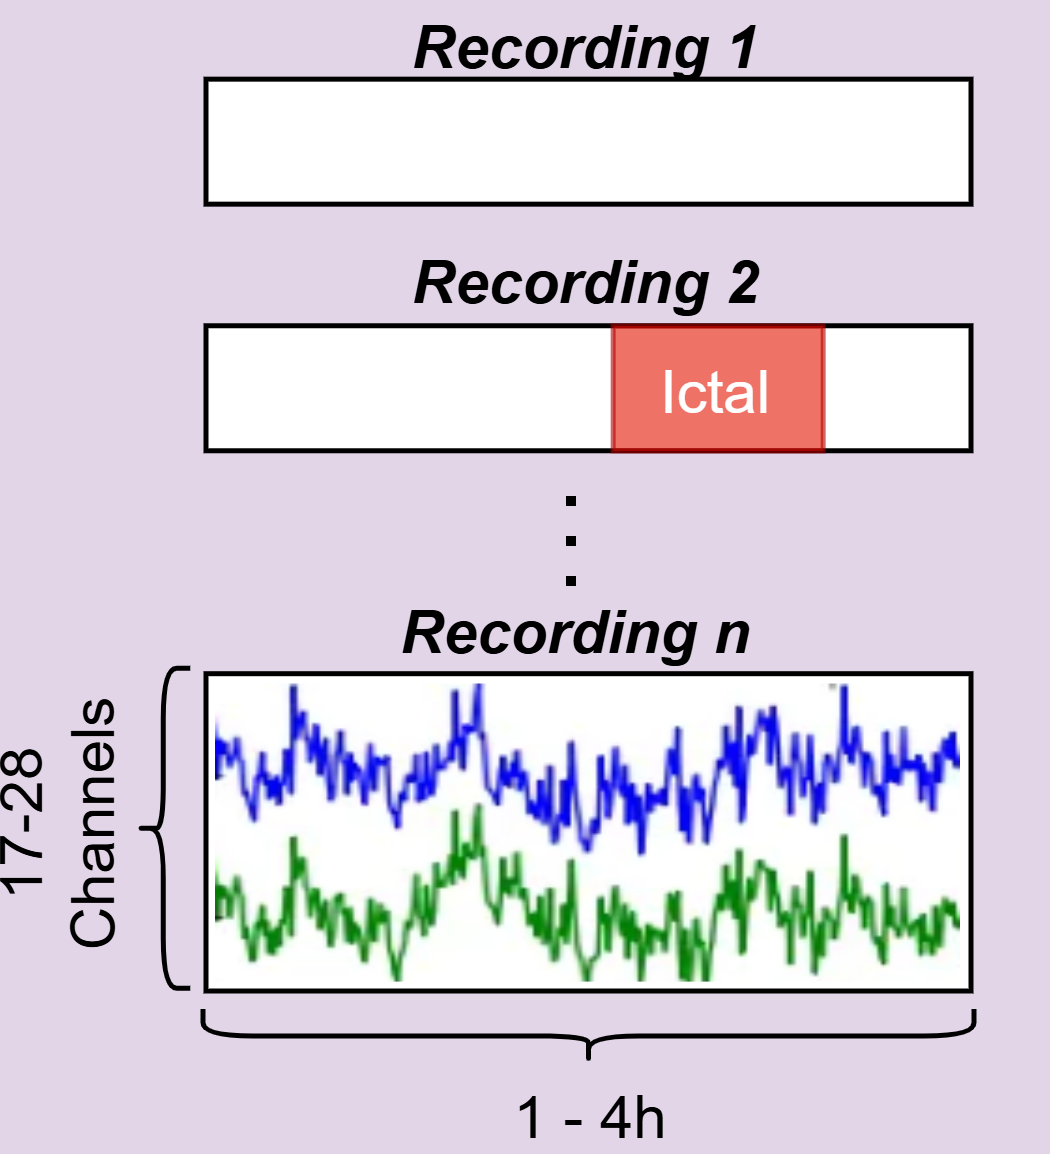 Recording 1
Recording 2
Ictal
Recording n
17-28
Channels
1 - 4h